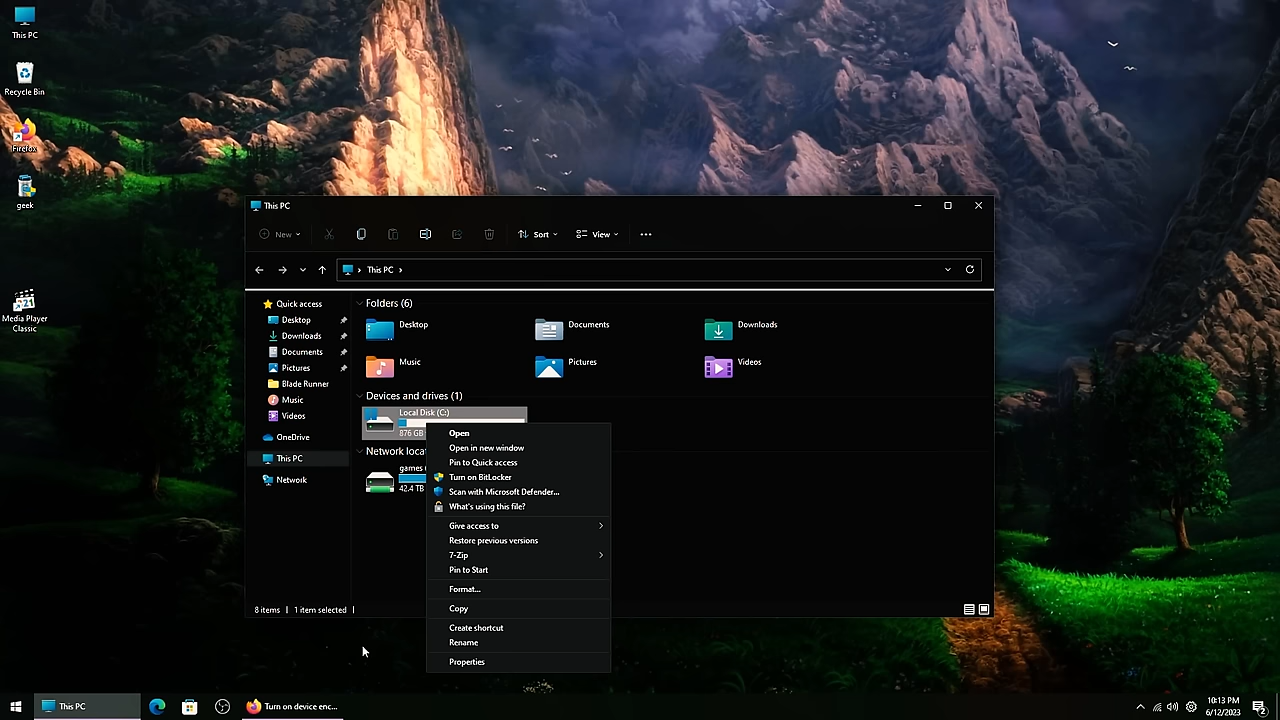 This PC
Recycle Bin
Firefox
geek
Media Player
Classic
This PC
New
Sort
View
This PC
Quick access
Desktop
Downloads
Documents
Pictures
Blade Runner
Music
Videos
OneDrive
This PC
Network
Folders (6)
Desktop
Documents
Downloads
Music
Pictures
Videos
Devices and drives (1)
Local Disk (C:)
876 GB
Network loca
games (
42.4 TB
Open
Open in new window
Pin to Quick access
Turn on BitLocker
Scan with Microsoft Defender...
What's using this file?
Give access to
Restore previous versions
7-Zip
Pin to Start
Format...
Copy
Create shortcut
Rename
Properties
8 items
1 item selected
This PC
Turn on device enc...
10:13 PM
6/12/2023
2